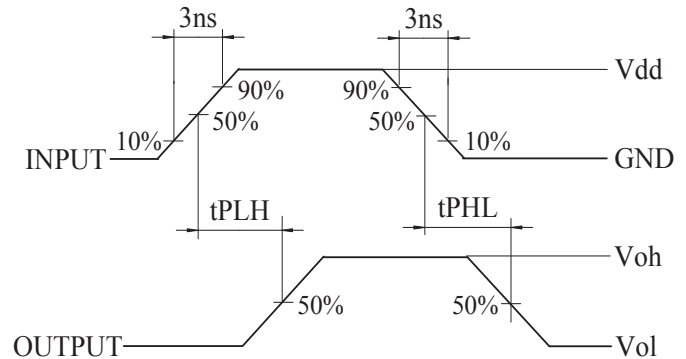 3ns 3ns
Vdd
90% 90%
50% 50%
10% 10%
INPUT GND
tPLH tPHL
Voh
50% 50%
OUTPUT Vol